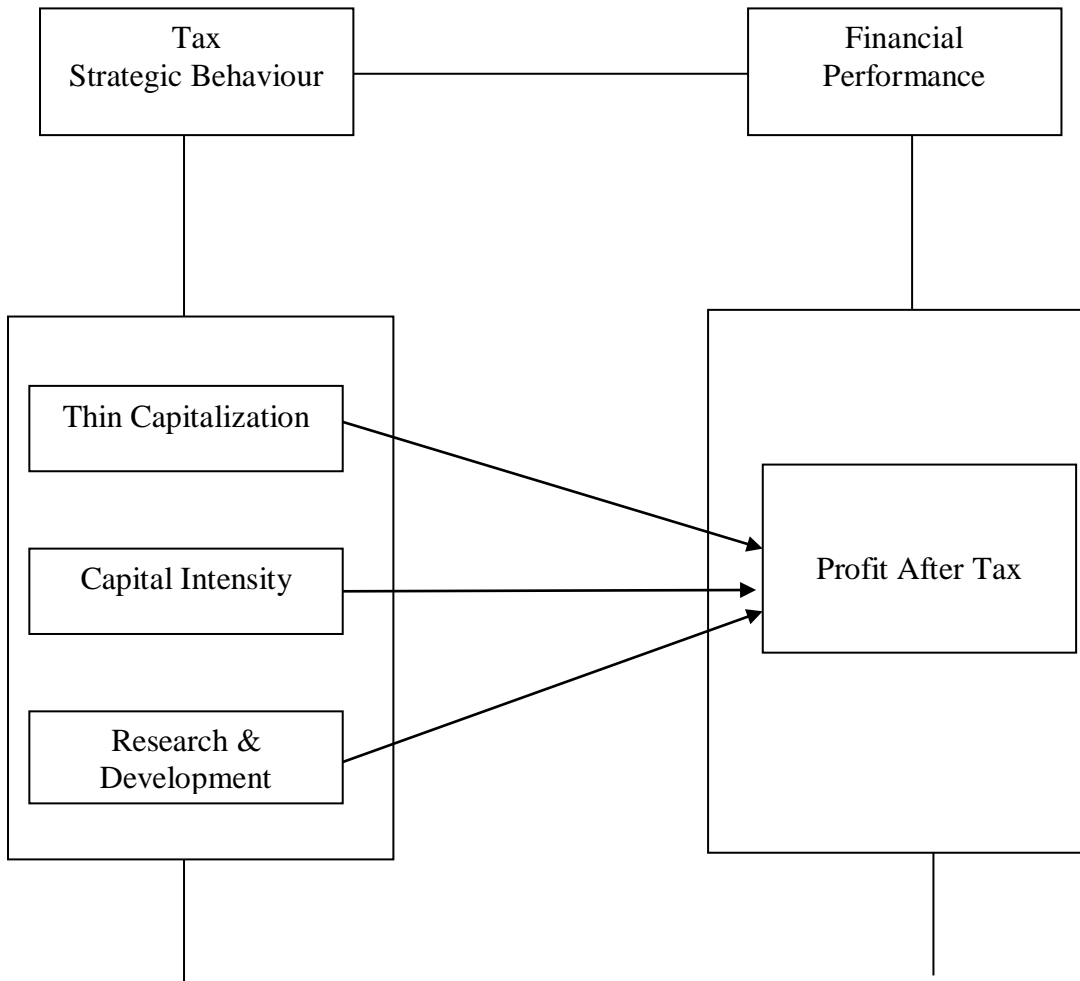 Tax
Strategic Behaviour
Financial
Performance
Thin Capitalization
Capital Intensity
Research &
Development
Profit After Tax